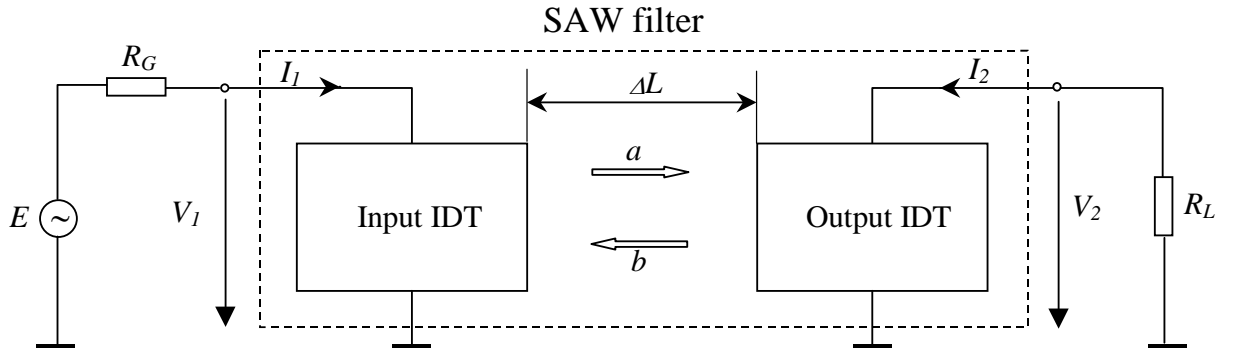 SAW filter
R_G
I_1
ΔL
I_2
a
E
~
V_1
Input IDT
Output IDT
V_2
R_L
b